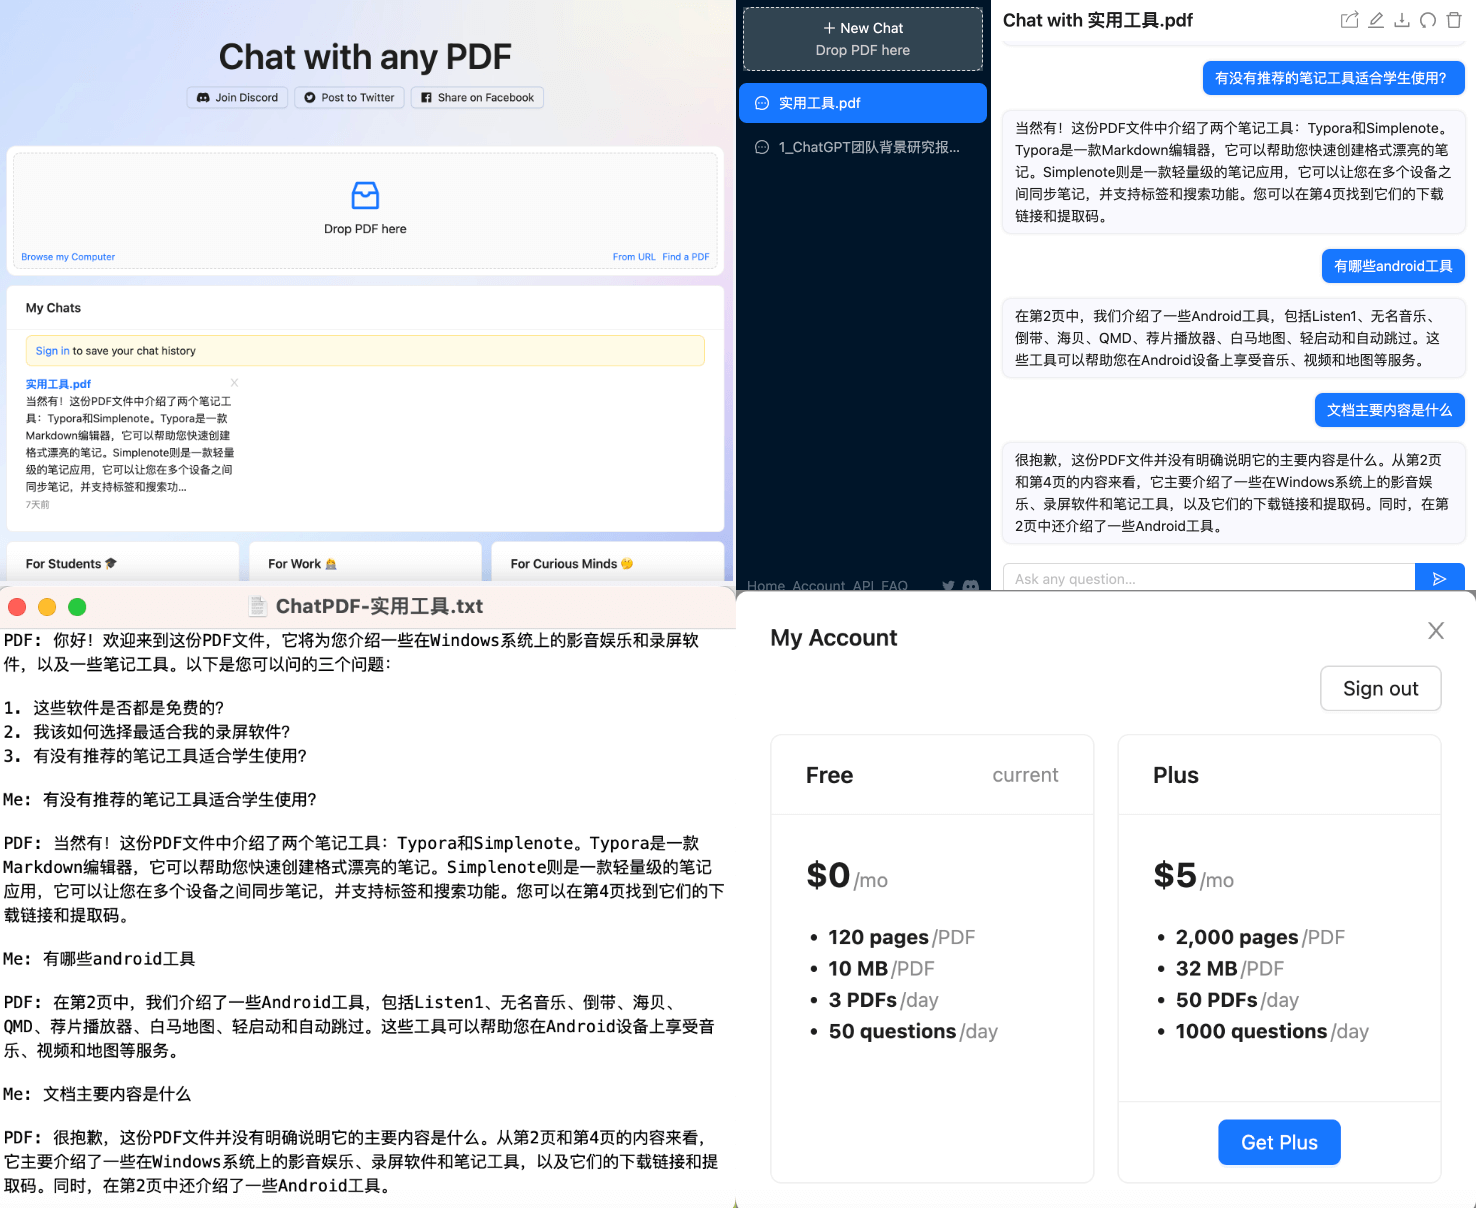 Chat with any PDF
Join Discord
Post to Twitter
Share on Facebook
Drop PDF here
Browse my Computer
From URL Find a PDF
My Chats
Sign in to save your chat history
实用工具.pdf
当然有！这份PDF文件中介绍了两个笔记工
具：Typora和Simplenote。Typora是一款
Markdown编辑器，它可以帮助您快速创建
格式漂亮的笔记。Simplenote则是一款轻量
级的笔记应用，它可以让您在多个设备之间
同步笔记，并支持标签和搜索功...
7天前
For Students
For Work
For Curious Minds
+ New Chat
Drop PDF here
实用工具.pdf
1_ChatGPT团队背景研究报...
Home Account API FAQ
Chat with 实用工具.pdf
有没有推荐的笔记工具适合学生使用？
当然有！这份PDF文件中介绍了两个笔记工具：Typora和Simplenote。
Typora是一款Markdown编辑器，它可以帮助您快速创建格式漂亮的笔
记。Simplenote则是一款轻量级的笔记应用，它可以让您在多个设备之
间同步笔记，并支持标签和搜索功能。您可以在第4页找到它们的下载
链接和提取码。
有哪些android工具
在第2页中，我们介绍了一些Android工具，包括Listen1、无名音乐、
倒带、海贝、QMD、荐片播放器、白马地图、轻启动和自动跳过。这
些工具可以帮助您在Android设备上享受音乐、视频和地图等服务。
文档主要内容是什么
很抱歉，这份PDF文件并没有明确说明它的主要内容是什么。从第2页
和第4页的内容来看，它主要介绍了一些在Windows系统上的影音娱
乐、录屏软件和笔记工具，以及它们的下载链接和提取码。同时，在第
2页中还介绍了一些Android工具。
Ask any question...
ChatPDF-实用工具.txt
PDF: 你好！欢迎来到这份PDF文件，它将为您介绍一些在Windows系统上的影音娱乐和录屏软
件，以及一些笔记工具。以下是您可以问的三个问题：
1. 这些软件是否都是免费的？
2. 我该如何选择最适合我的录屏软件？
3. 有没有推荐的笔记工具适合学生使用？
Me: 有没有推荐的笔记工具适合学生使用？
PDF: 当然有！这份PDF文件中介绍了两个笔记工具：Typora和Simplenote。Typora是一款
Markdown编辑器，它可以帮助您快速创建格式漂亮的笔记。Simplenote则是一款轻量级的笔记
应用，它可以让您在多个设备之间同步笔记，并支持标签和搜索功能。您可以在第4页找到它们的下
载链接和提取码。
Me: 有哪些android工具
PDF: 在第2页中，我们介绍了一些Android工具，包括Listen1、无名音乐、倒带、海贝、
QMD、荐片播放器、白马地图、轻启动和自动跳过。这些工具可以帮助您在Android设备上享受音
乐、视频和地图等服务。
Me: 文档主要内容是什么
PDF: 很抱歉，这份PDF文件并没有明确说明它的主要内容是什么。从第2页和第4页的内容来看，
它主要介绍了一些在Windows系统上的影音娱乐、录屏软件和笔记工具，以及它们的下载链接和提
取码。同时，在第2页中还介绍了一些Android工具。
My Account
Sign out
Free current
$0/mo
• 120 pages/PDF
• 10 MB/PDF
• 3 PDFs/day
• 50 questions/day
Plus
$5/mo
• 2,000 pages/PDF
• 32 MB/PDF
• 50 PDFs/day
• 1000 questions/day
Get Plus